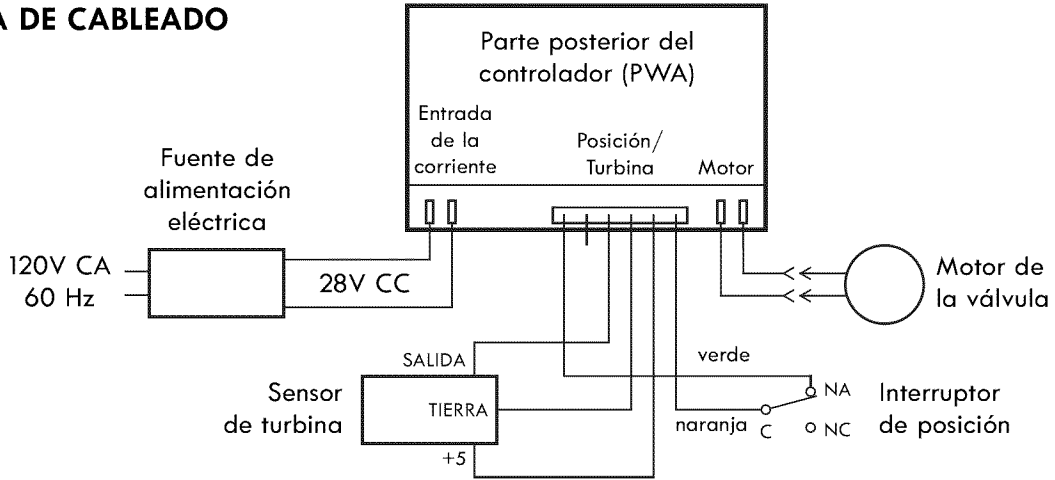 A DE CABLEADO
Parte posterior del
controlador (PWA)
Entrada
de la
corriente
Posición/
Turbina
Motor
Fuente de
alimentación
eléctrica
120V CA
60 Hz
28V CC
Motor de
la válvula
SALIDA
verde
Sensor
de turbina
TIERRA
+5
naranja
C
NA
NC
Interruptor
de posición